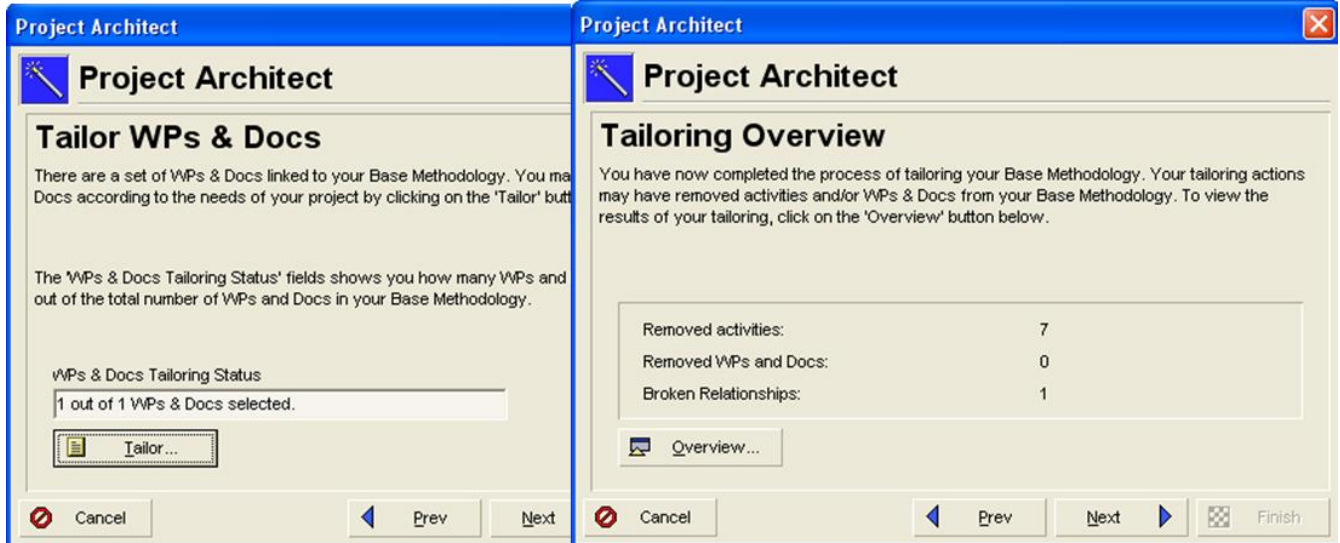 Project Architect
Project Architect
Tailor WPs & Docs
There are a set of WPs & Docs linked to your Base Methodology. You ma
Docs according to the needs of your project by clicking on the 'Tailor' butt
The 'WPs & Docs Tailoring Status' fields shows you how many WPs and
out of the total number of WPs and Docs in your Base Methodology.
WPs & Docs Tailoring Status
1 out of 1 WPs & Docs selected.
Tailor...
Cancel
Prev
Next
Project Architect
Project Architect
Tailoring Overview
You have now completed the process of tailoring your Base Methodology. Your tailoring actions
may have removed activities and/or WPs & Docs from your Base Methodology. To view the
results of your tailoring, click on the 'Overview' button below.
Removed activities: 7
Removed WPs and Docs: 0
Broken Relationships: 1
Overview...
Cancel
Prev
Next
Finish